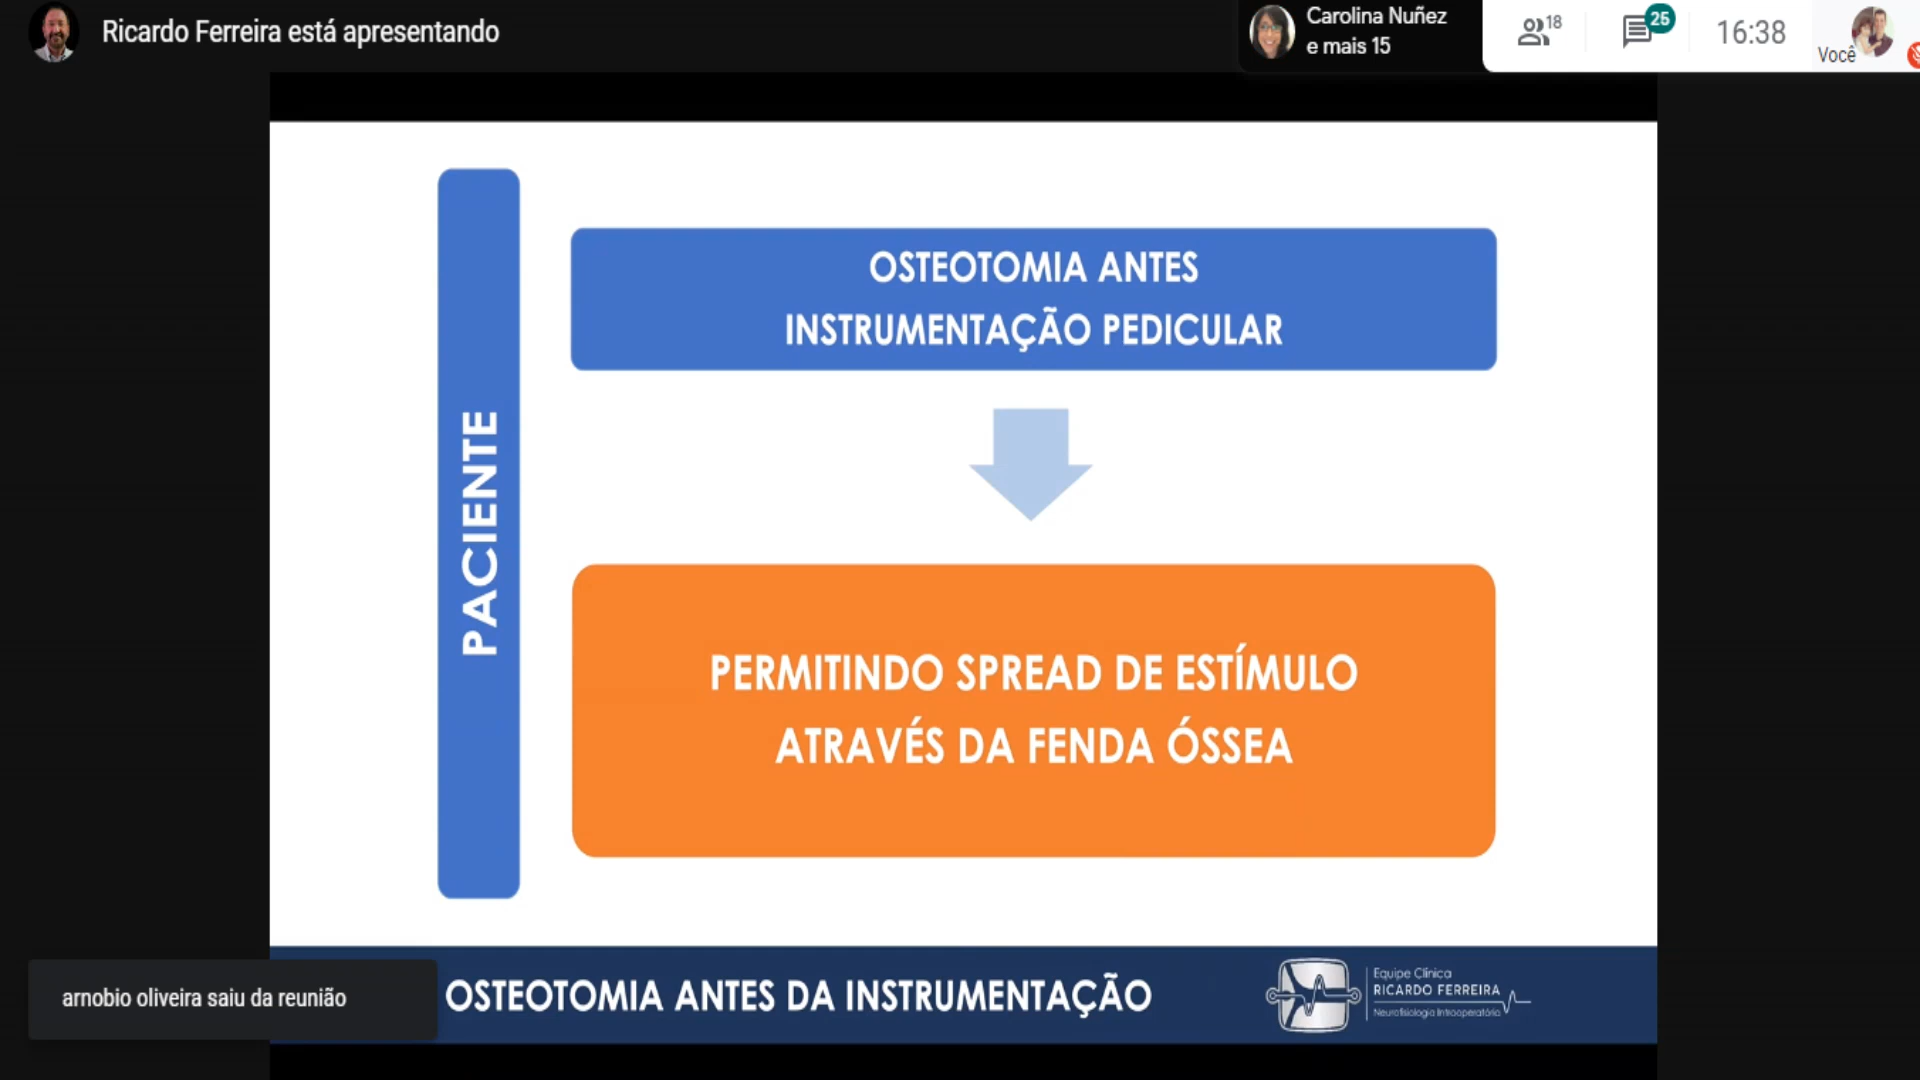 Ricardo Ferreira está apresentando
Carolina Nuñez
e mais 15
18
25
16:38
Você
PACIENTE
OSTEOTOMIA ANTES
INSTRUMENTAÇÃO PEDICULAR
PERMITINDO SPREAD DE ESTÍMULO
ATRAVÉS DA FENDA ÓSSEA
arnobio oliveira saiu da reunião
OSTEOTOMIA ANTES DA INSTRUMENTAÇÃO
Equipe Clínica
RICARDO FERREIRA
Neurofisiologia Intraoperatória